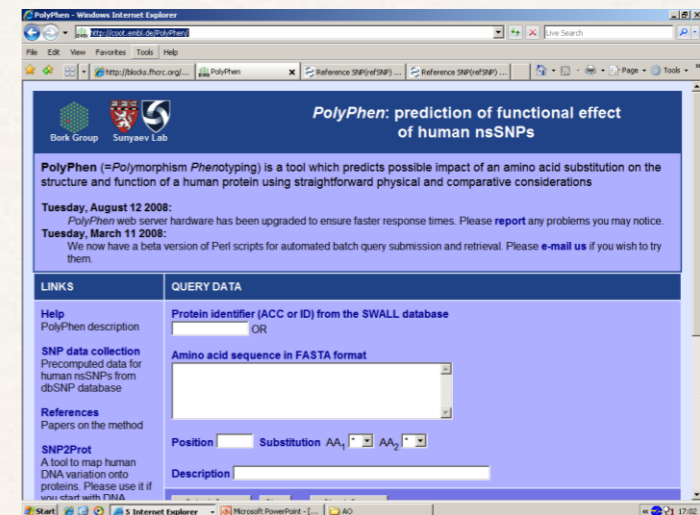 PolyPhen - Windows Internet Explorer
http://coot.embl.de/PolyPhen/
Live Search
File Edit View Favorites Tools Help
http://blocks.fhcrc.org/... PolyPhen Reference SNP(refSNP) ... Reference SNP(refSNP) ... Page Tools
Bork Group
Sunyaev Lab
PolyPhen: prediction of functional effect
of human nsSNPs
PolyPhen (=Polymorphism Phenotyping) is a tool which predicts possible impact of an amino acid substitution on the
structure and function of a human protein using straightforward physical and comparative considerations
Tuesday, August 12 2008:
PolyPhen web server hardware has been upgraded to ensure faster response times. Please report any problems you may notice.
Tuesday, March 11 2008:
We now have a beta version of Perl scripts for automated batch query submission and retrieval. Please e-mail us if you wish to try
them.
LINKS
Help
PolyPhen description
SNP data collection
Precomputed data for
human nsSNPs from
dbSNP database
References
Papers on the method
SNP2Prot
A tool to map human
DNA variation onto
proteins. Please use it if
you start with DNA
QUERY DATA
Protein identifier (ACC or ID) from the SWALL database
OR
Amino acid sequence in FASTA format
Position Substitution AA1 * AA2 *
Description
Start 5 Internet Explorer Microsoft PowerPoint - [... AO 17:02